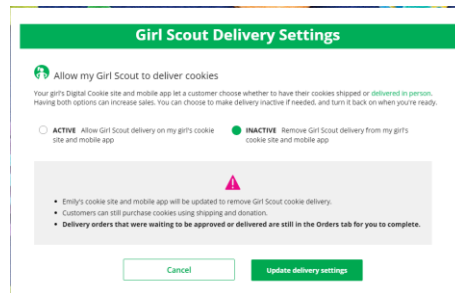 Girl Scout Delivery Settings
Allow my Girl Scout to deliver cookies
Your girl's Digital Cookie site and mobile app let a customer choose whether to have their cookies shipped or delivered in person.
Having both options can increase sales. You can choose to make delivery inactive if needed, and turn it back on when you're ready.
ACTIVE Allow Girl Scout delivery on my girl's cookie
site and mobile app
INACTIVE Remove Girl Scout delivery from my girl's
cookie site and mobile app
• Emily's cookie site and mobile app will be updated to remove Girl Scout cookie delivery.
• Customers can still purchase cookies using shipping and donation.
• Delivery orders that were waiting to be approved or delivered are still in the Orders tab for you to complete.
Cancel
Update delivery settings